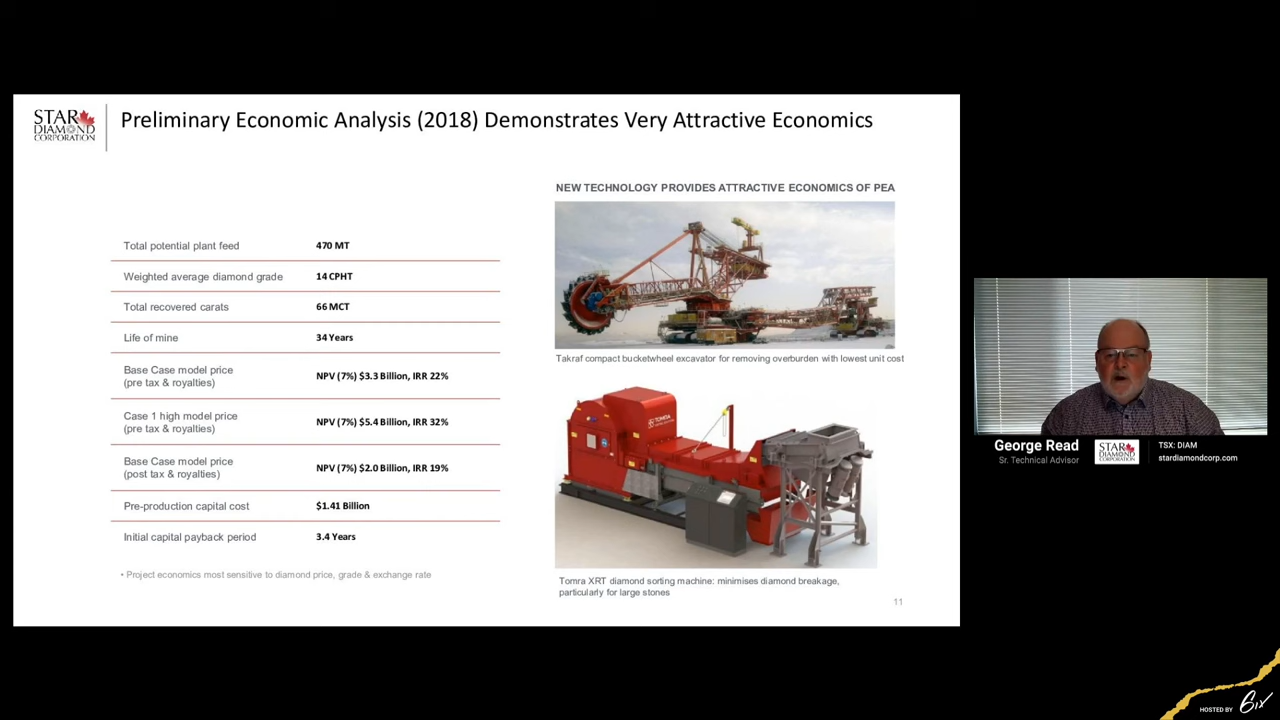 STAR
DIAMOND
CORPORATION
Preliminary Economic Analysis (2018) Demonstrates Very Attractive Economics
NEW TECHNOLOGY PROVIDES ATTRACTIVE ECONOMICS OF PEA
Total potential plant feed 470 MT
Weighted average diamond grade 14 CPHT
Total recovered carats 66 MCT
Life of mine 34 Years
Base Case model price
(pre tax & royalties) NPV (7%) $3.3 Billion, IRR 22%
Case 1 high model price
(pre tax & royalties) NPV (7%) $5.4 Billion, IRR 32%
Base Case model price
(post tax & royalties) NPV (7%) $2.0 Billion, IRR 19%
Pre-production capital cost $1.41 Billion
Initial capital payback period 3.4 Years
• Project economics most sensitive to diamond price, grade & exchange rate
Takraf compact bucketwheel excavator for removing overburden with lowest unit cost
TOMRA
Tomra XRT diamond sorting machine: minimises diamond breakage,
particularly for large stones
11
George Read
Sr. Technical Advisor
STAR
DIAMOND
CORPORATION
TSX: DIAM
stardiamondcorp.com
HOSTED BY 6ix